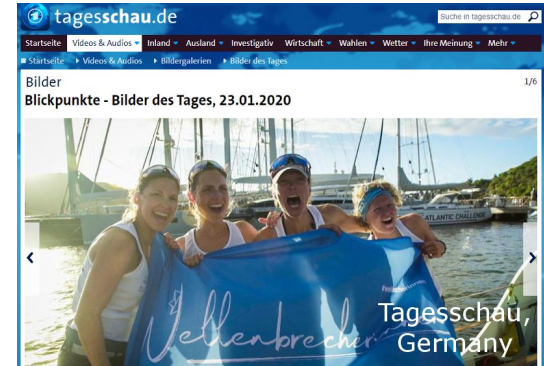 tagesschau.de
Suche in tagesschau.de
Startseite Videos & Audios Inland Ausland Investigativ Wirtschaft Wahlen Wetter Ihre Meinung Mehr
Startseite Videos & Audios Bildergalerien Bilder des Tages
Bilder
1/6
Blickpunkte - Bilder des Tages, 23.01.2020
ATLANTIC CHALLENGE
Wellenbrecher
Tagesschau,
Germany